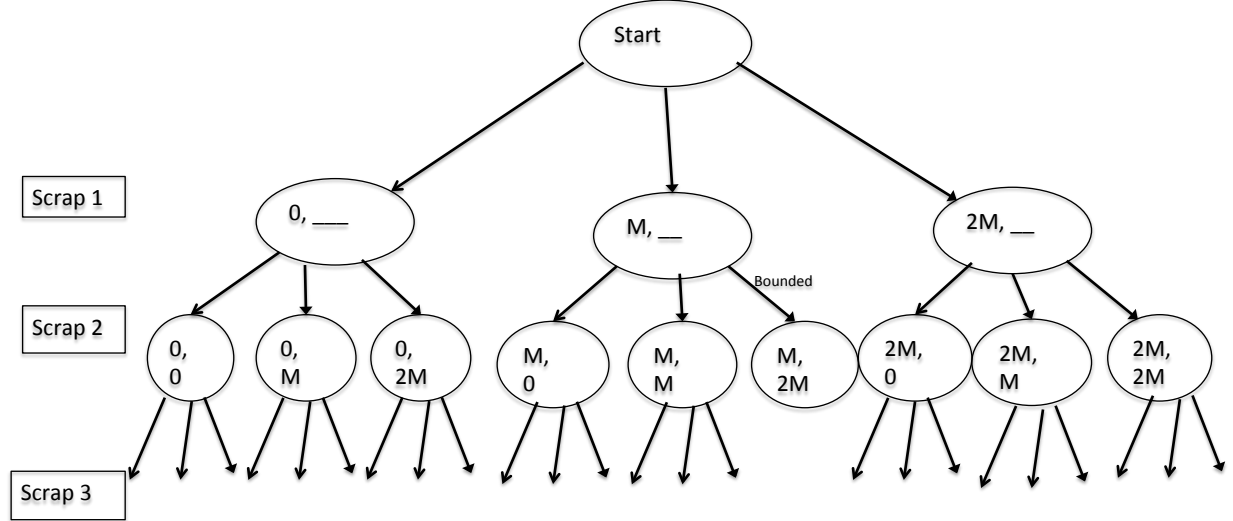 Start
Scrap 1
0, ___
M, __
2M, __
Bounded
Scrap 2
0,
0
0,
M
0,
2M
M,
0
M,
M
M,
2M
2M,
0
2M,
M
2M,
2M
Scrap 3